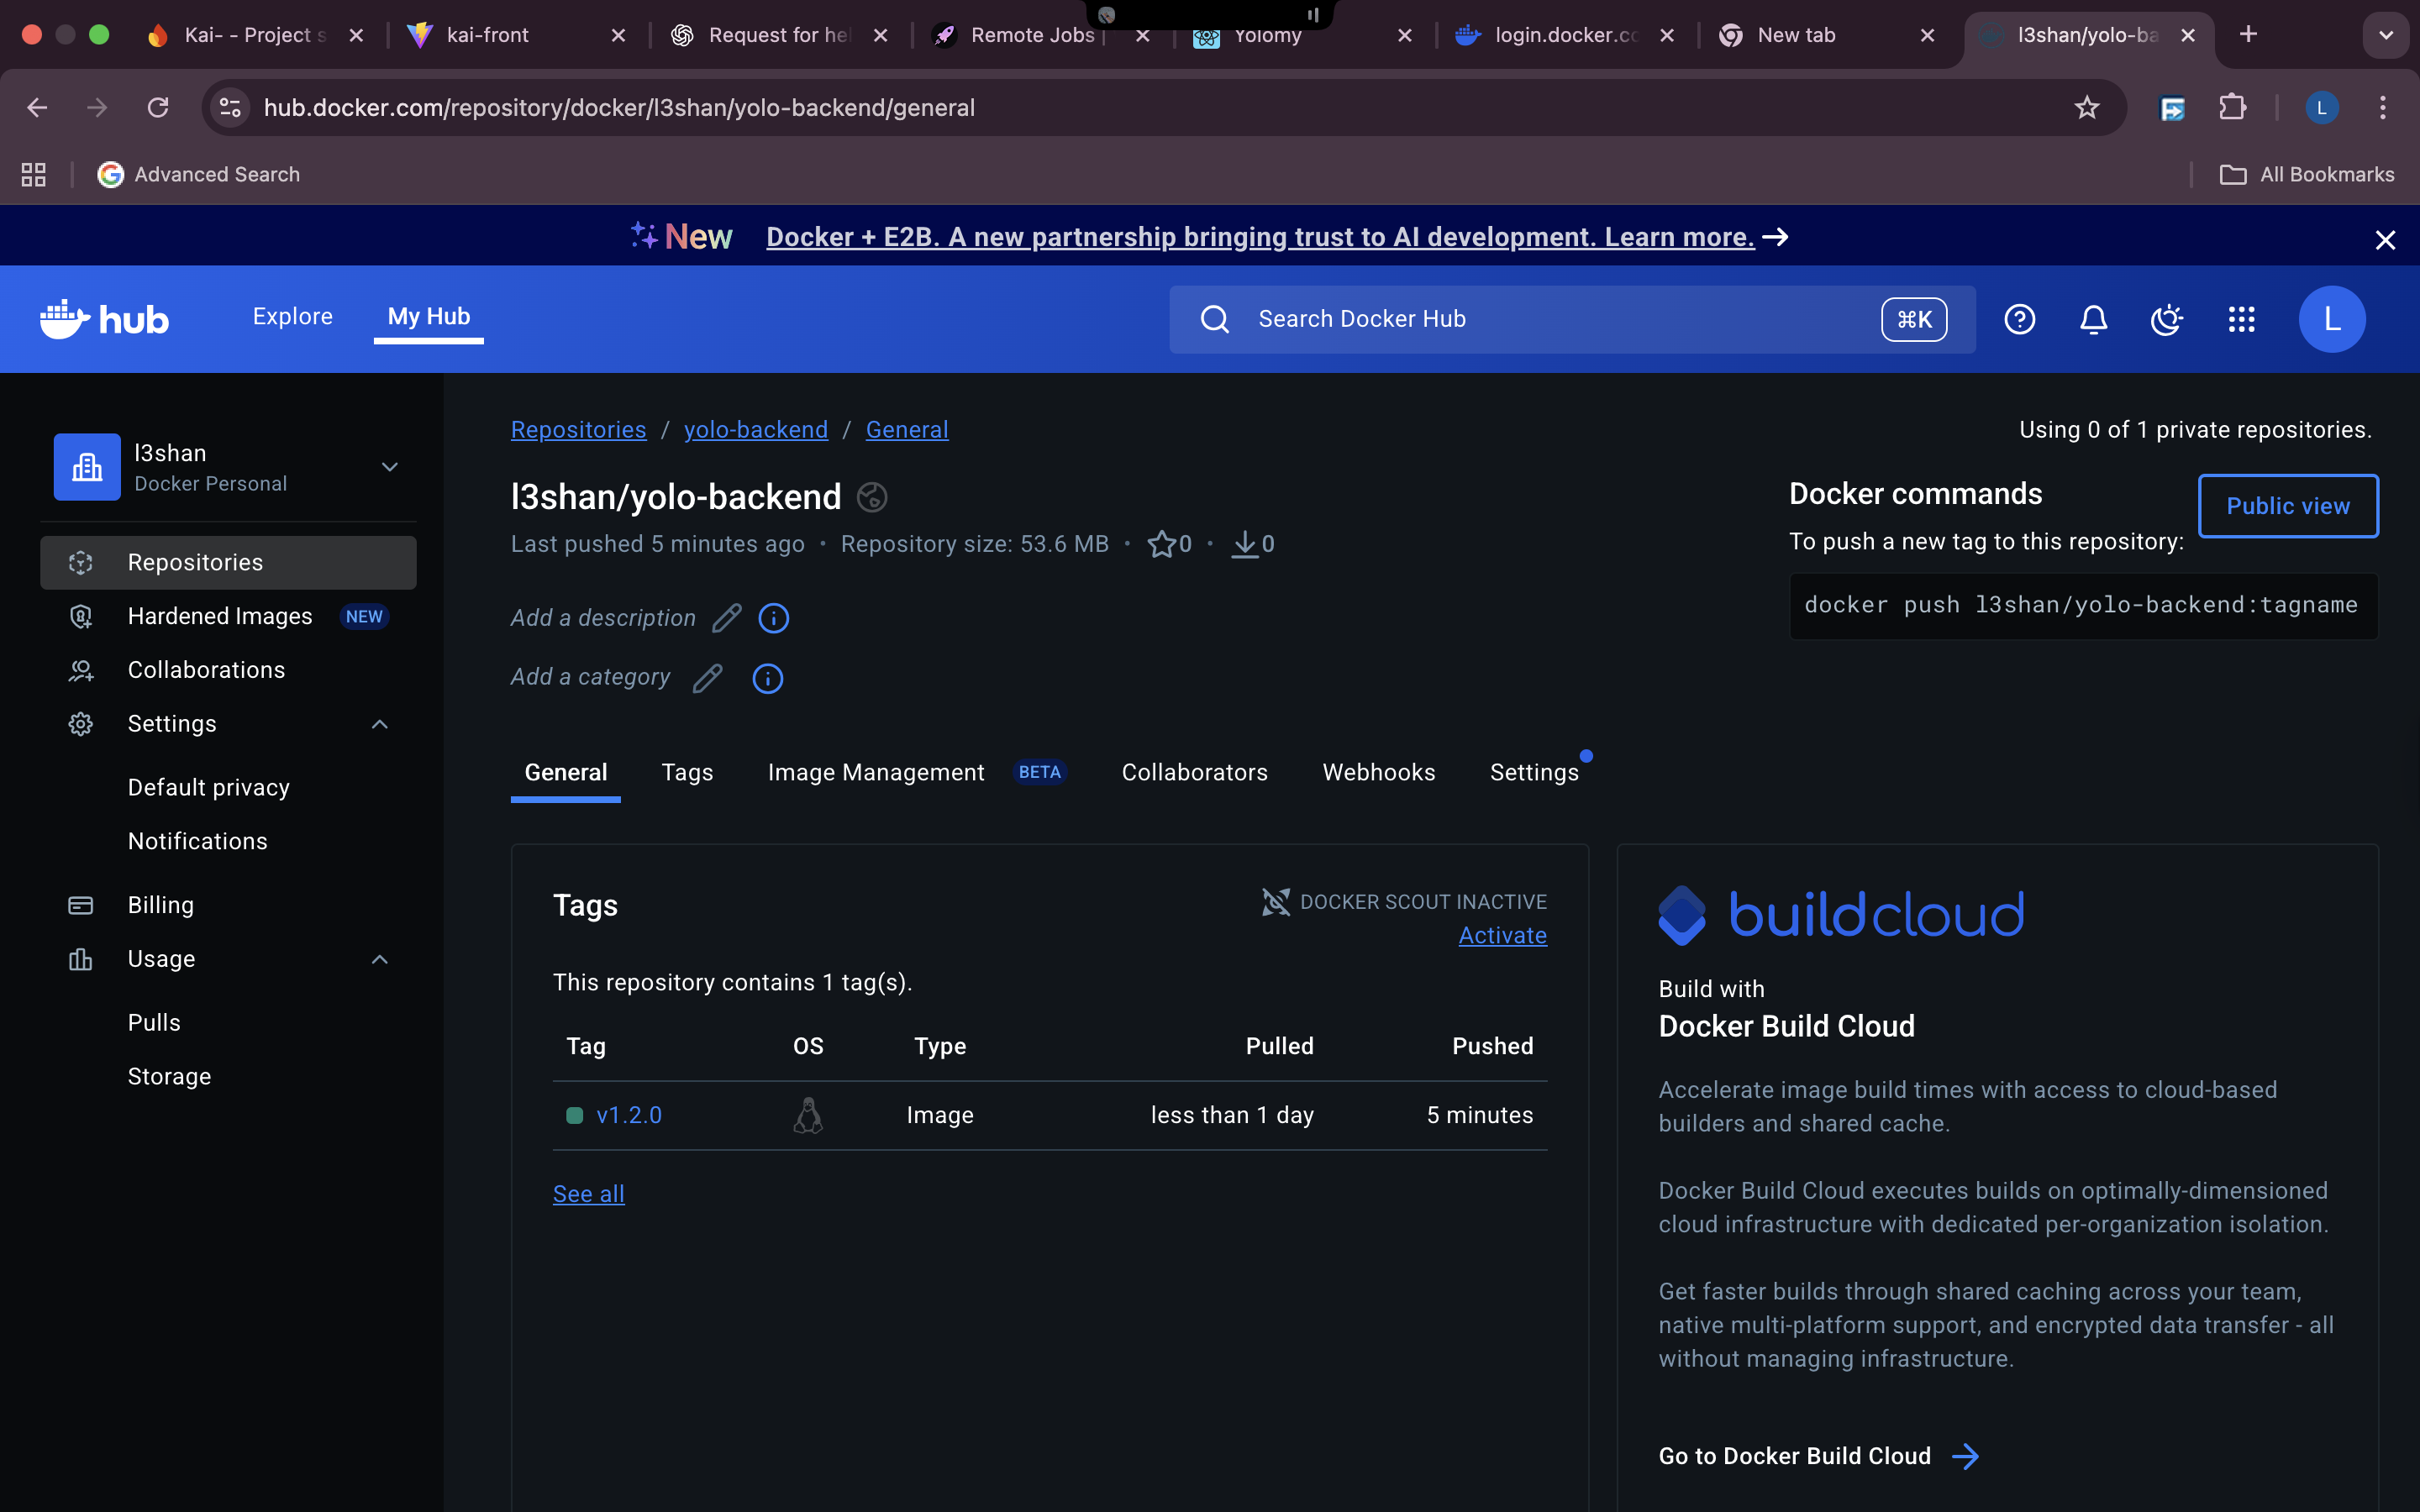 Kai- - Project s
kai-front
Request for hel
Remote Jobs |
Yolomy
login.docker.co
New tab
l3shan/yolo-ba
hub.docker.com/repository/docker/l3shan/yolo-backend/general
L
Advanced Search
All Bookmarks
New Docker + E2B. A new partnership bringing trust to AI development. Learn more.
hub
Explore
My Hub
Search Docker Hub
⌘K
L
l3shan
Docker Personal
Repositories
Hardened Images NEW
Collaborations
Settings
Default privacy
Notifications
Billing
Usage
Pulls
Storage
Repositories / yolo-backend / General
Using 0 of 1 private repositories.
l3shan/yolo-backend
Last pushed 5 minutes ago • Repository size: 53.6 MB • 0 • 0
Add a description
Add a category
Docker commands
Public view
To push a new tag to this repository:
docker push l3shan/yolo-backend:tagname
General
Tags
Image Management BETA
Collaborators
Webhooks
Settings
Tags
DOCKER SCOUT INACTIVE
Activate
This repository contains 1 tag(s).
Tag OS Type Pulled Pushed
v1.2.0 Image less than 1 day 5 minutes
See all
buildcloud
Build with
Docker Build Cloud
Accelerate image build times with access to cloud-based
builders and shared cache.
Docker Build Cloud executes builds on optimally-dimensioned
cloud infrastructure with dedicated per-organization isolation.
Get faster builds through shared caching across your team,
native multi-platform support, and encrypted data transfer - all
without managing infrastructure.
Go to Docker Build Cloud